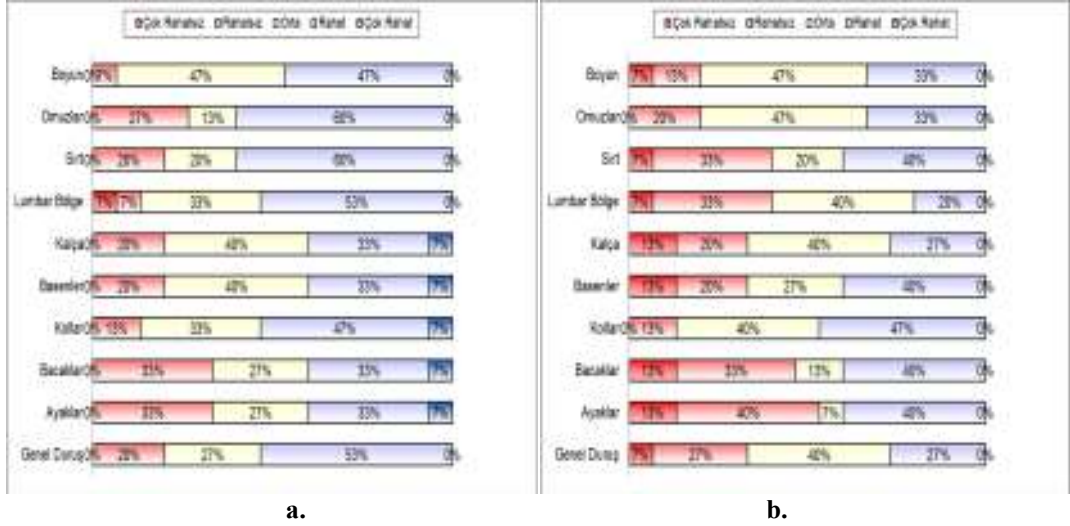 Çok Rahatsız Rahatsız Orta Rahat Çok Rahat
Boyun 0% 47% 47% 0%
Omuzlar 0% 27% 13% 60% 0%
Sırt 0% 20% 20% 60% 0%
Lumbar Bölge 7% 7% 33% 53% 0%
Kalça 0% 20% 40% 33% 7%
Basenler 0% 20% 40% 33% 7%
Kollar 0% 13% 33% 47% 7%
Bacaklar 0% 33% 27% 33% 7%
Ayaklar 0% 33% 27% 33% 7%
Genel Duruş 0% 20% 27% 53% 0%
a.
Çok Rahatsız Rahatsız Orta Rahat Çok Rahat
Boyun 7% 13% 47% 33% 0%
Omuzlar 0% 20% 47% 33% 0%
Sırt 7% 33% 20% 40% 0%
Lumbar Bölge 7% 33% 40% 20% 0%
Kalça 13% 20% 40% 27% 0%
Basenler 13% 20% 27% 40% 0%
Kollar 0% 13% 40% 47% 0%
Bacaklar 13% 33% 13% 40% 0%
Ayaklar 13% 40% 7% 40% 0%
Genel Duruş 7% 27% 40% 27% 0%
b.